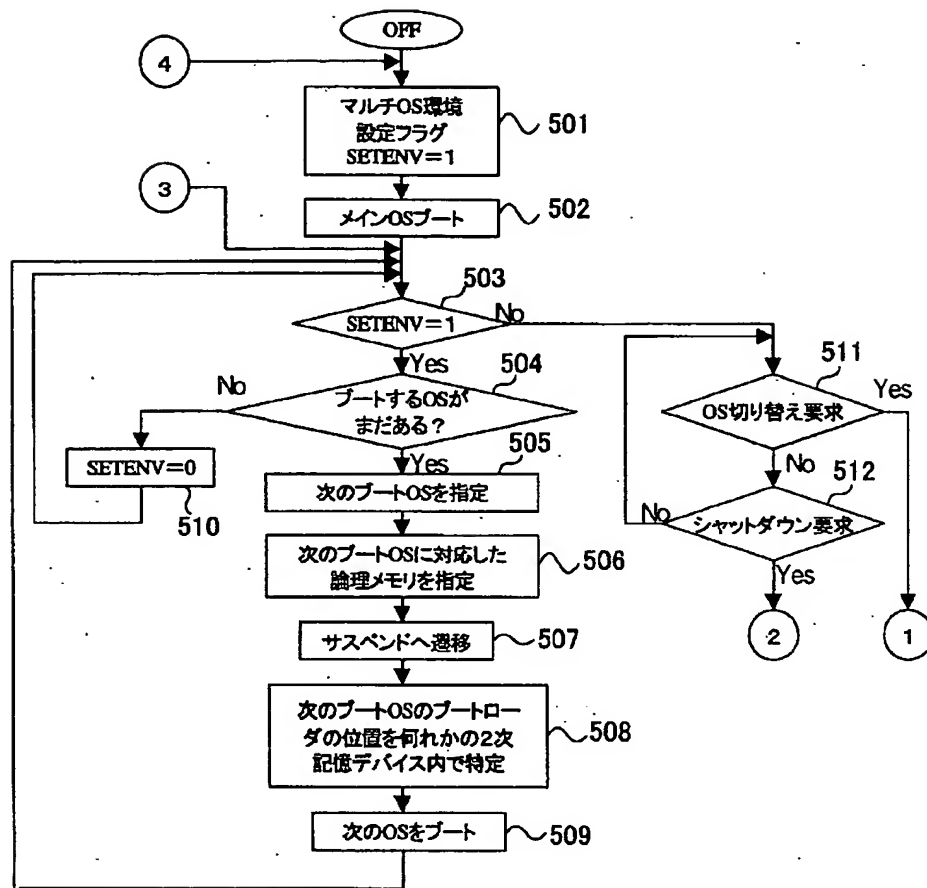 OFF
4
マルチOS環境
設定フラグ
SETENV=1
501
3
メインOSブート
502
503
SETENV=1
No
Yes
504
No
ブートするOSが
まだある?
511
Yes
OS切り替え要求
Yes
505
SETENV=0
510
次のブートOSを指定
No
512
No
シャットダウン要求
次のブートOSに対応した
論理メモリを指定
506
Yes
サスペンドへ遷移
507
2
1
次のブートOSのブートロー
ダの位置を何れかの2次
記憶デバイス内で特定
508
次のOSをブート
509